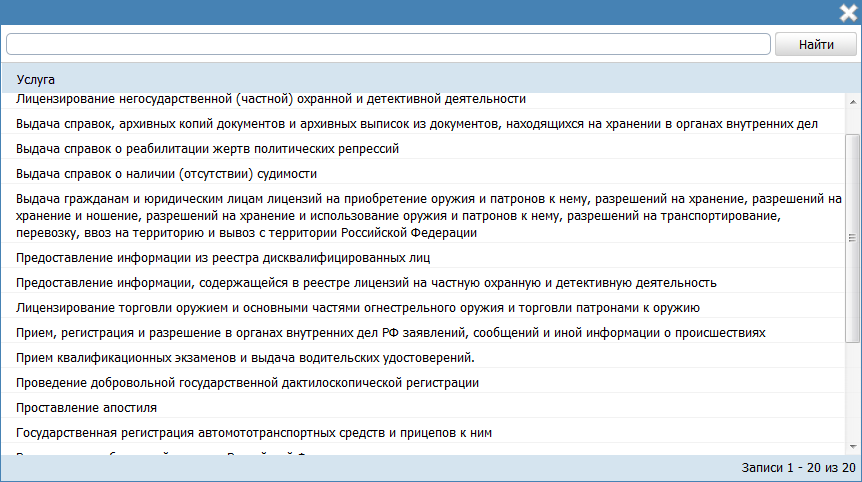 Найти
Услуга
Лицензирование негосударственной (частной) охранной и детективной деятельности
Выдача справок, архивных копий документов и архивных выписок из документов, находящихся на хранении в органах внутренних дел
Выдача справок о реабилитации жертв политических репрессий
Выдача справок о наличии (отсутствии) судимости
Выдача гражданам и юридическим лицам лицензий на приобретение оружия и патронов к нему, разрешений на хранение, разрешений на
хранение и ношение, разрешений на хранение и использование оружия и патронов к нему, разрешений на транспортирование,
перевозку, ввоз на территорию и вывоз с территории Российской Федерации
Предоставление информации из реестра дисквалифицированных лиц
Предоставление информации, содержащейся в реестре лицензий на частную охранную и детективную деятельность
Лицензирование торговли оружием и основными частями огнестрельного оружия и торговли патронами к оружию
Прием, регистрация и разрешение в органах внутренних дел РФ заявлений, сообщений и иной информации о происшествиях
Прием квалификационных экзаменов и выдача водительских удостоверений.
Проведение добровольной государственной дактилоскопической регистрации
Проставление апостиля
Государственная регистрация автомототранспортных средств и прицепов к ним
Записи 1 - 20 из 20